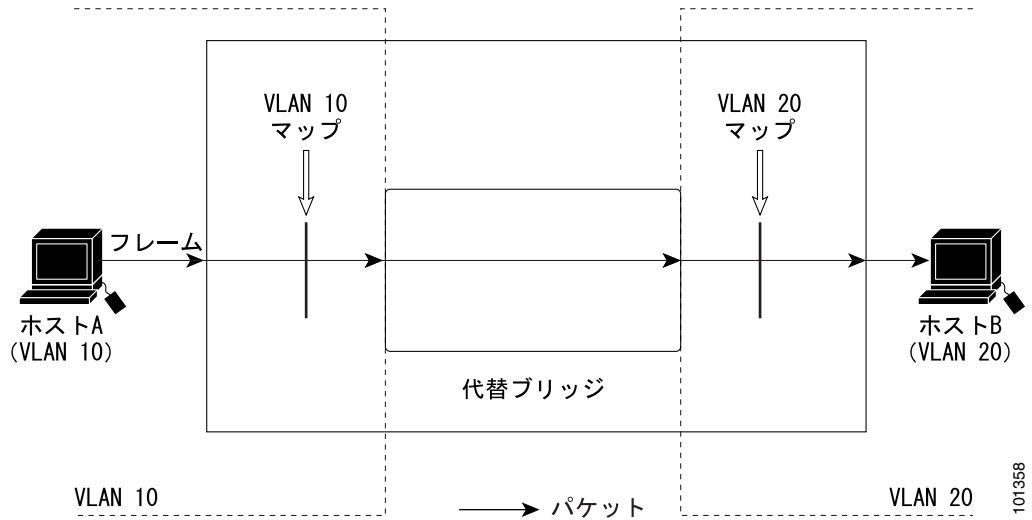 VLAN 10
マップ
VLAN 20
マップ
フレーム
ホストA
(VLAN 10)
ホストB
(VLAN 20)
代替ブリッジ
VLAN 10
パケット
VLAN 20
101358